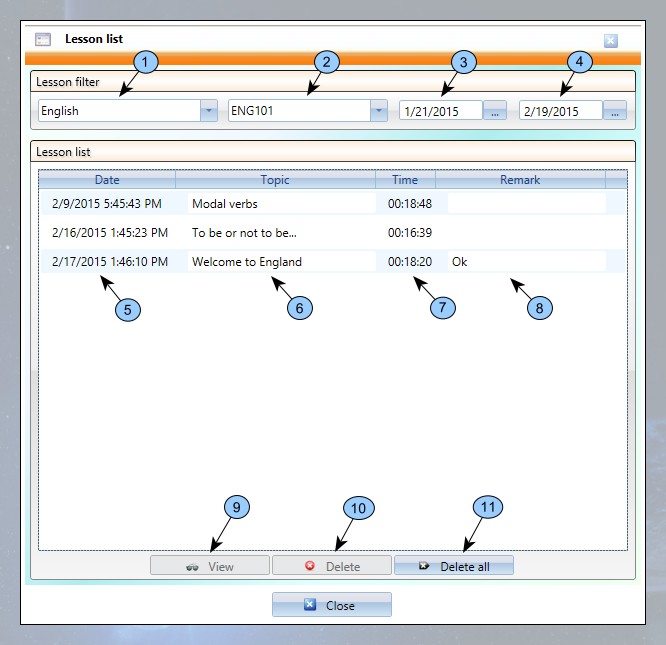 Lesson list
1 2 3 4
Lesson filter
English ENG101 1/21/2015 ... 2/19/2015 ...
Lesson list
Date Topic Time Remark
2/9/2015 5:45:43 PM Modal verbs 00:18:48
2/16/2015 1:45:23 PM To be or not to be... 00:16:39
2/17/2015 1:46:10 PM Welcome to England 00:18:20 Ok
5 6 7 8
9 10 11
View Delete Delete all
Close